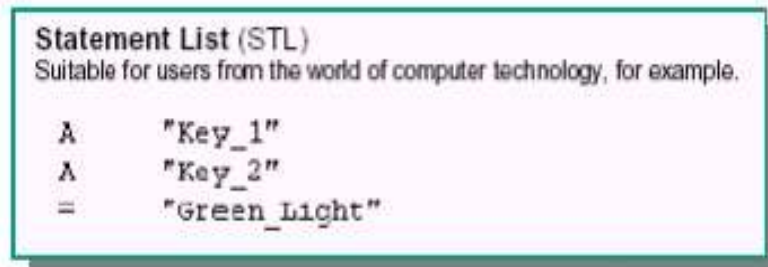 Statement List (STL)
Suitable for users from the world of computer technology, for example.
A "Key_1"
A "Key_2"
= "Green_Light"